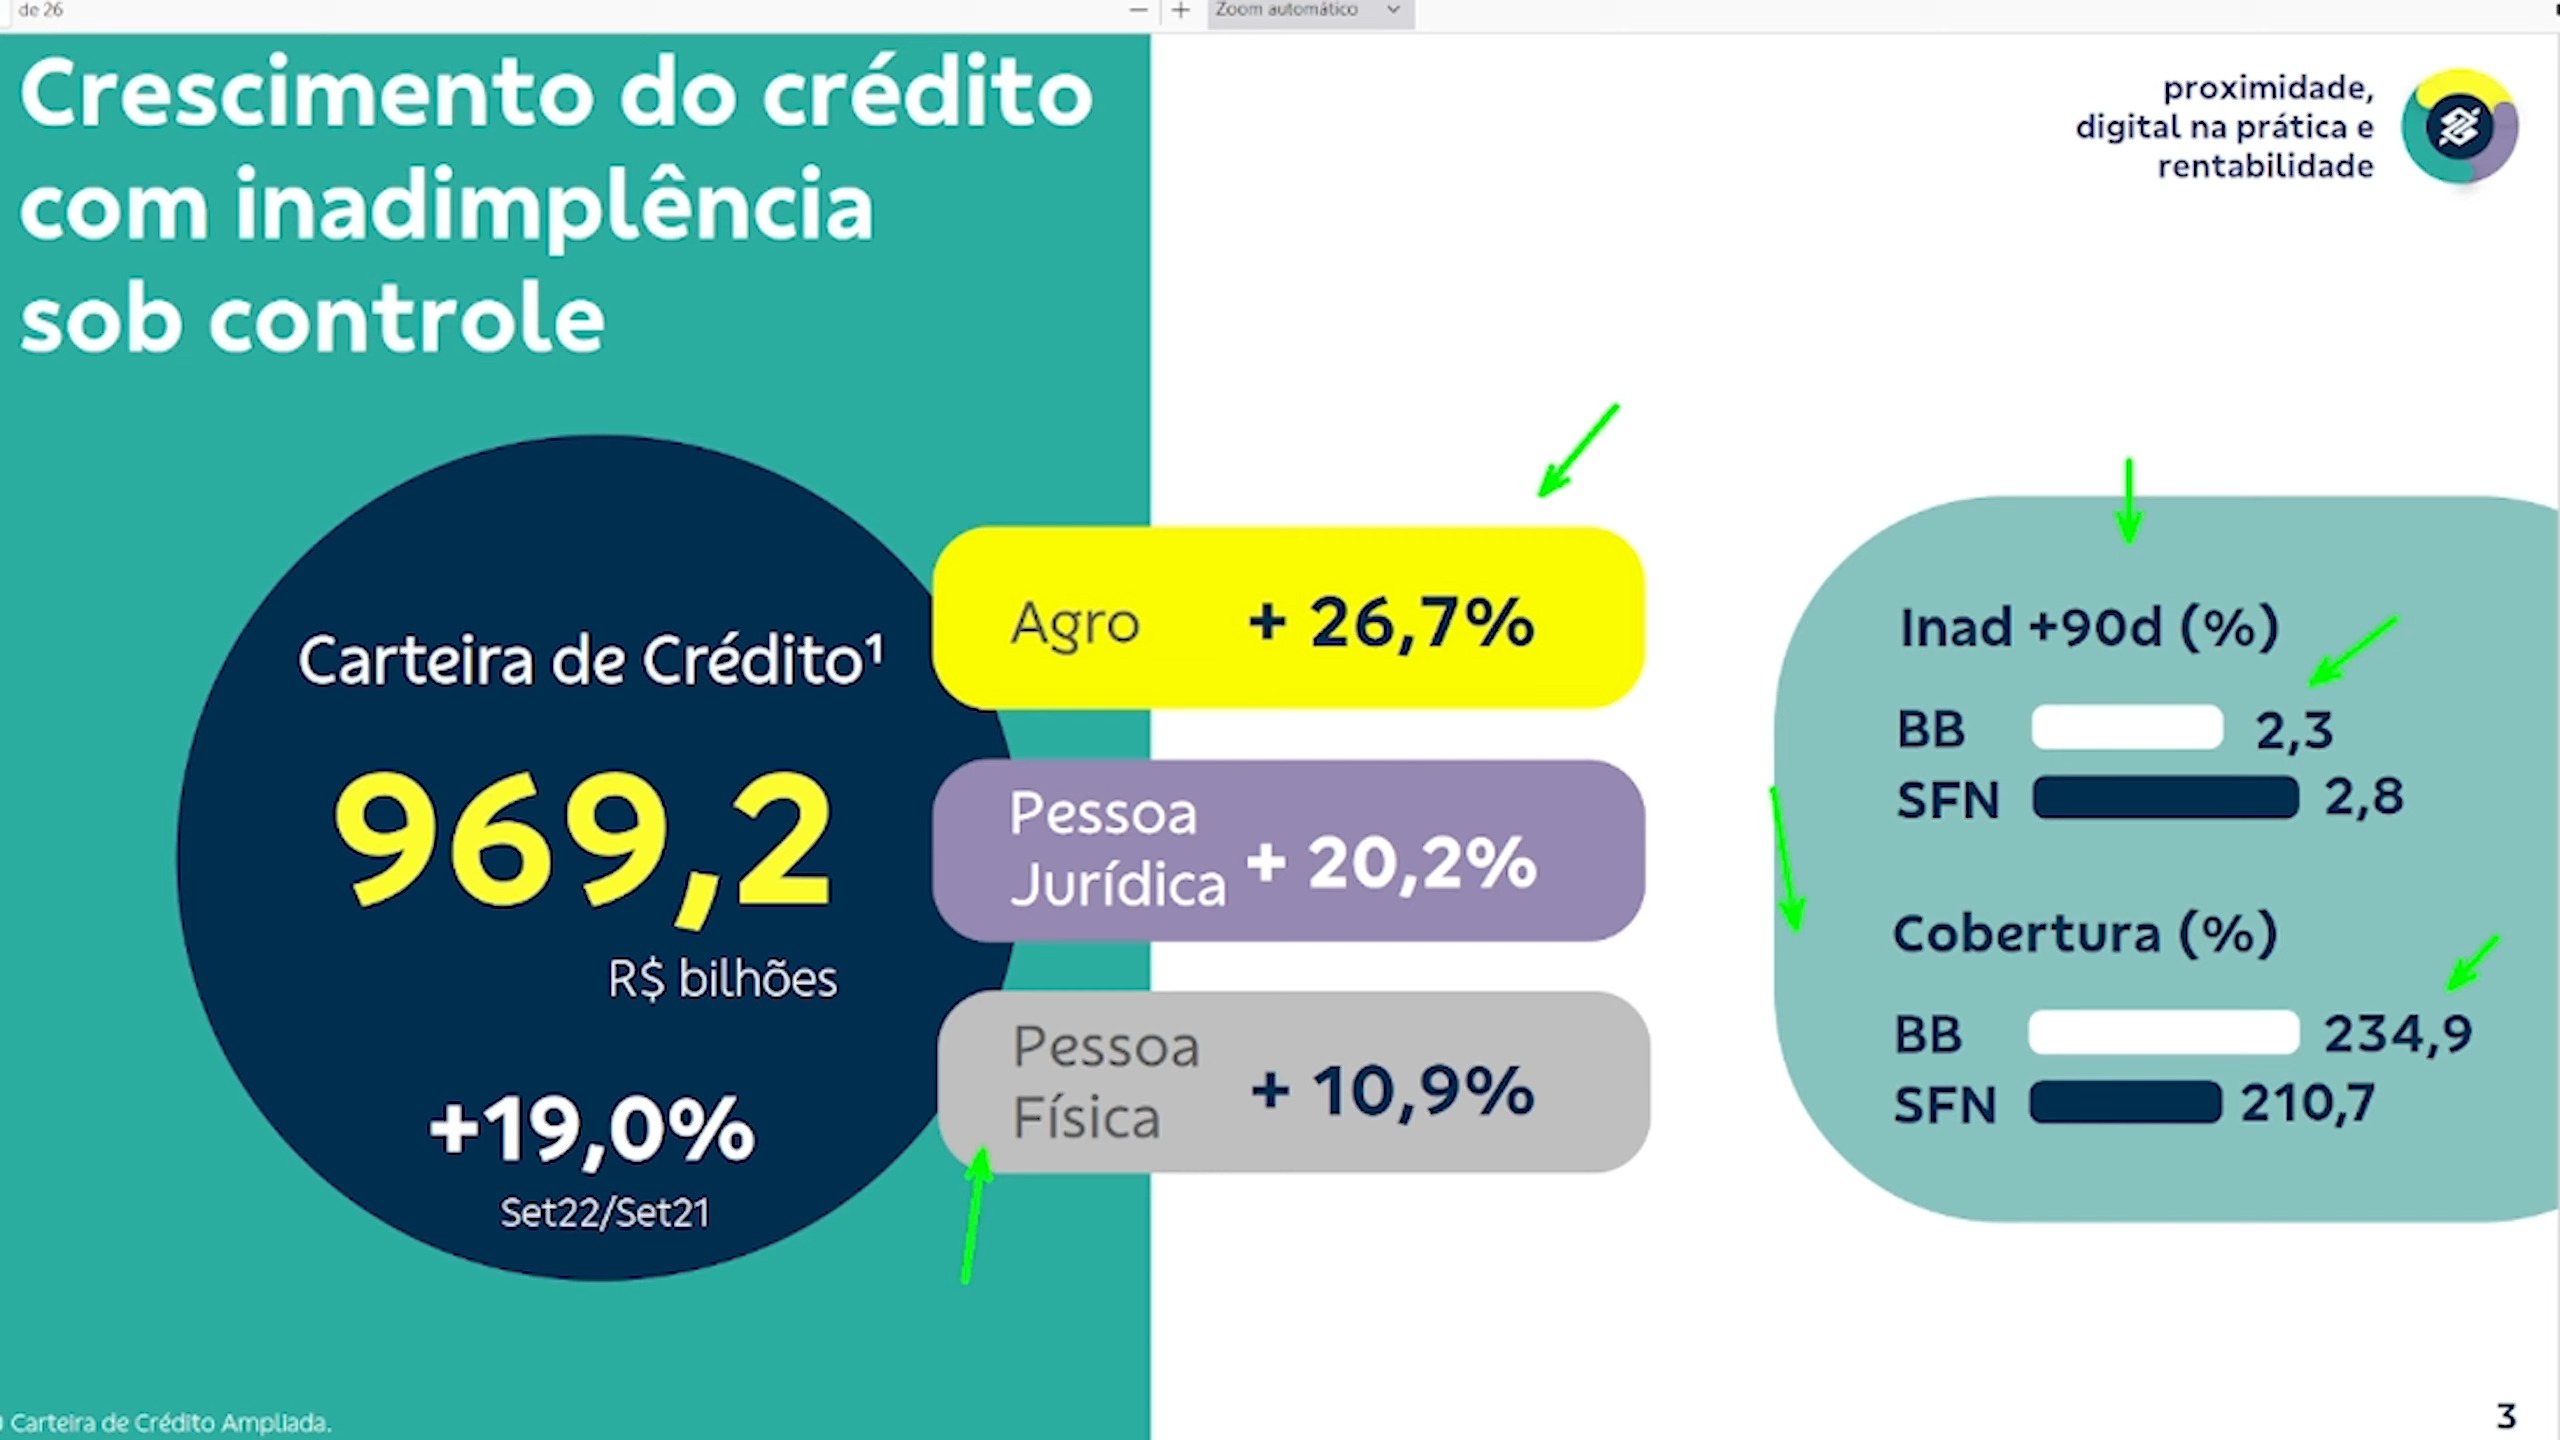 de 26
Zoom automático
Crescimento do crédito
com inadimplência
sob controle
proximidade,
digital na prática e
rentabilidade
Carteira de Crédito¹
969,2
R$ bilhões
+19,0%
Set22/Set21
Agro + 26,7%
Pessoa
Jurídica + 20,2%
Pessoa
Física + 10,9%
Inad +90d (%)
BB 2,3
SFN 2,8
Cobertura (%)
BB 234,9
SFN 210,7
Carteira de Crédito Ampliada.
3